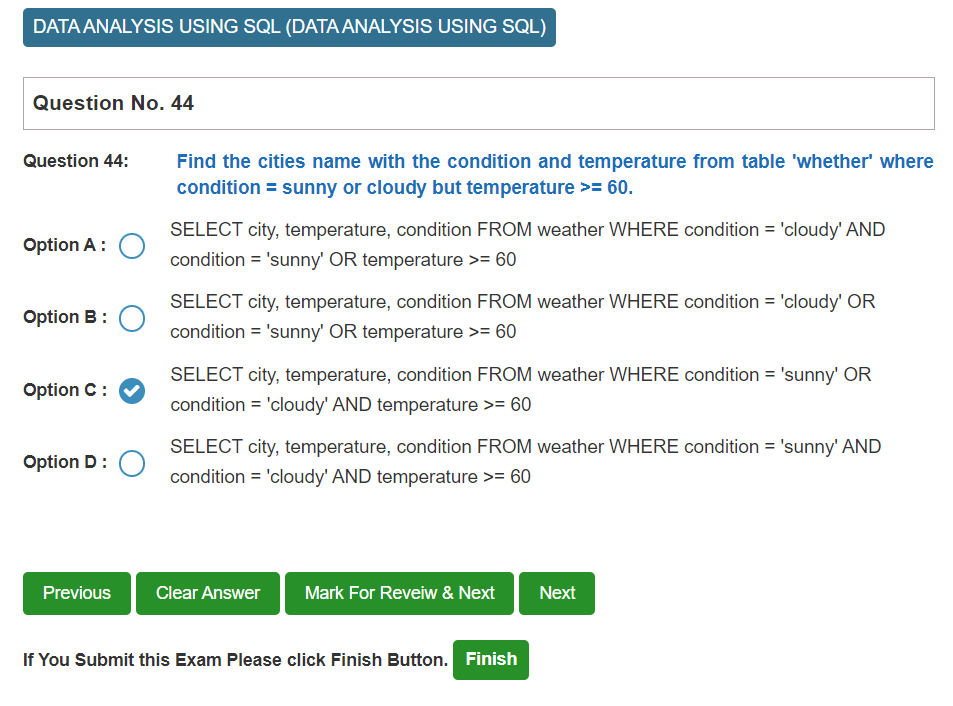 DATA ANALYSIS USING SQL (DATA ANALYSIS USING SQL)
Question No. 44
Question 44: Find the cities name with the condition and temperature from table 'whether' where
condition = sunny or cloudy but temperature >= 60.
Option A : SELECT city, temperature, condition FROM weather WHERE condition = 'cloudy' AND
condition = 'sunny' OR temperature >= 60
Option B : SELECT city, temperature, condition FROM weather WHERE condition = 'cloudy' OR
condition = 'sunny' OR temperature >= 60
Option C : SELECT city, temperature, condition FROM weather WHERE condition = 'sunny' OR
condition = 'cloudy' AND temperature >= 60
Option D : SELECT city, temperature, condition FROM weather WHERE condition = 'sunny' AND
condition = 'cloudy' AND temperature >= 60
Previous Clear Answer Mark For Reveiw & Next Next
If You Submit this Exam Please click Finish Button. Finish